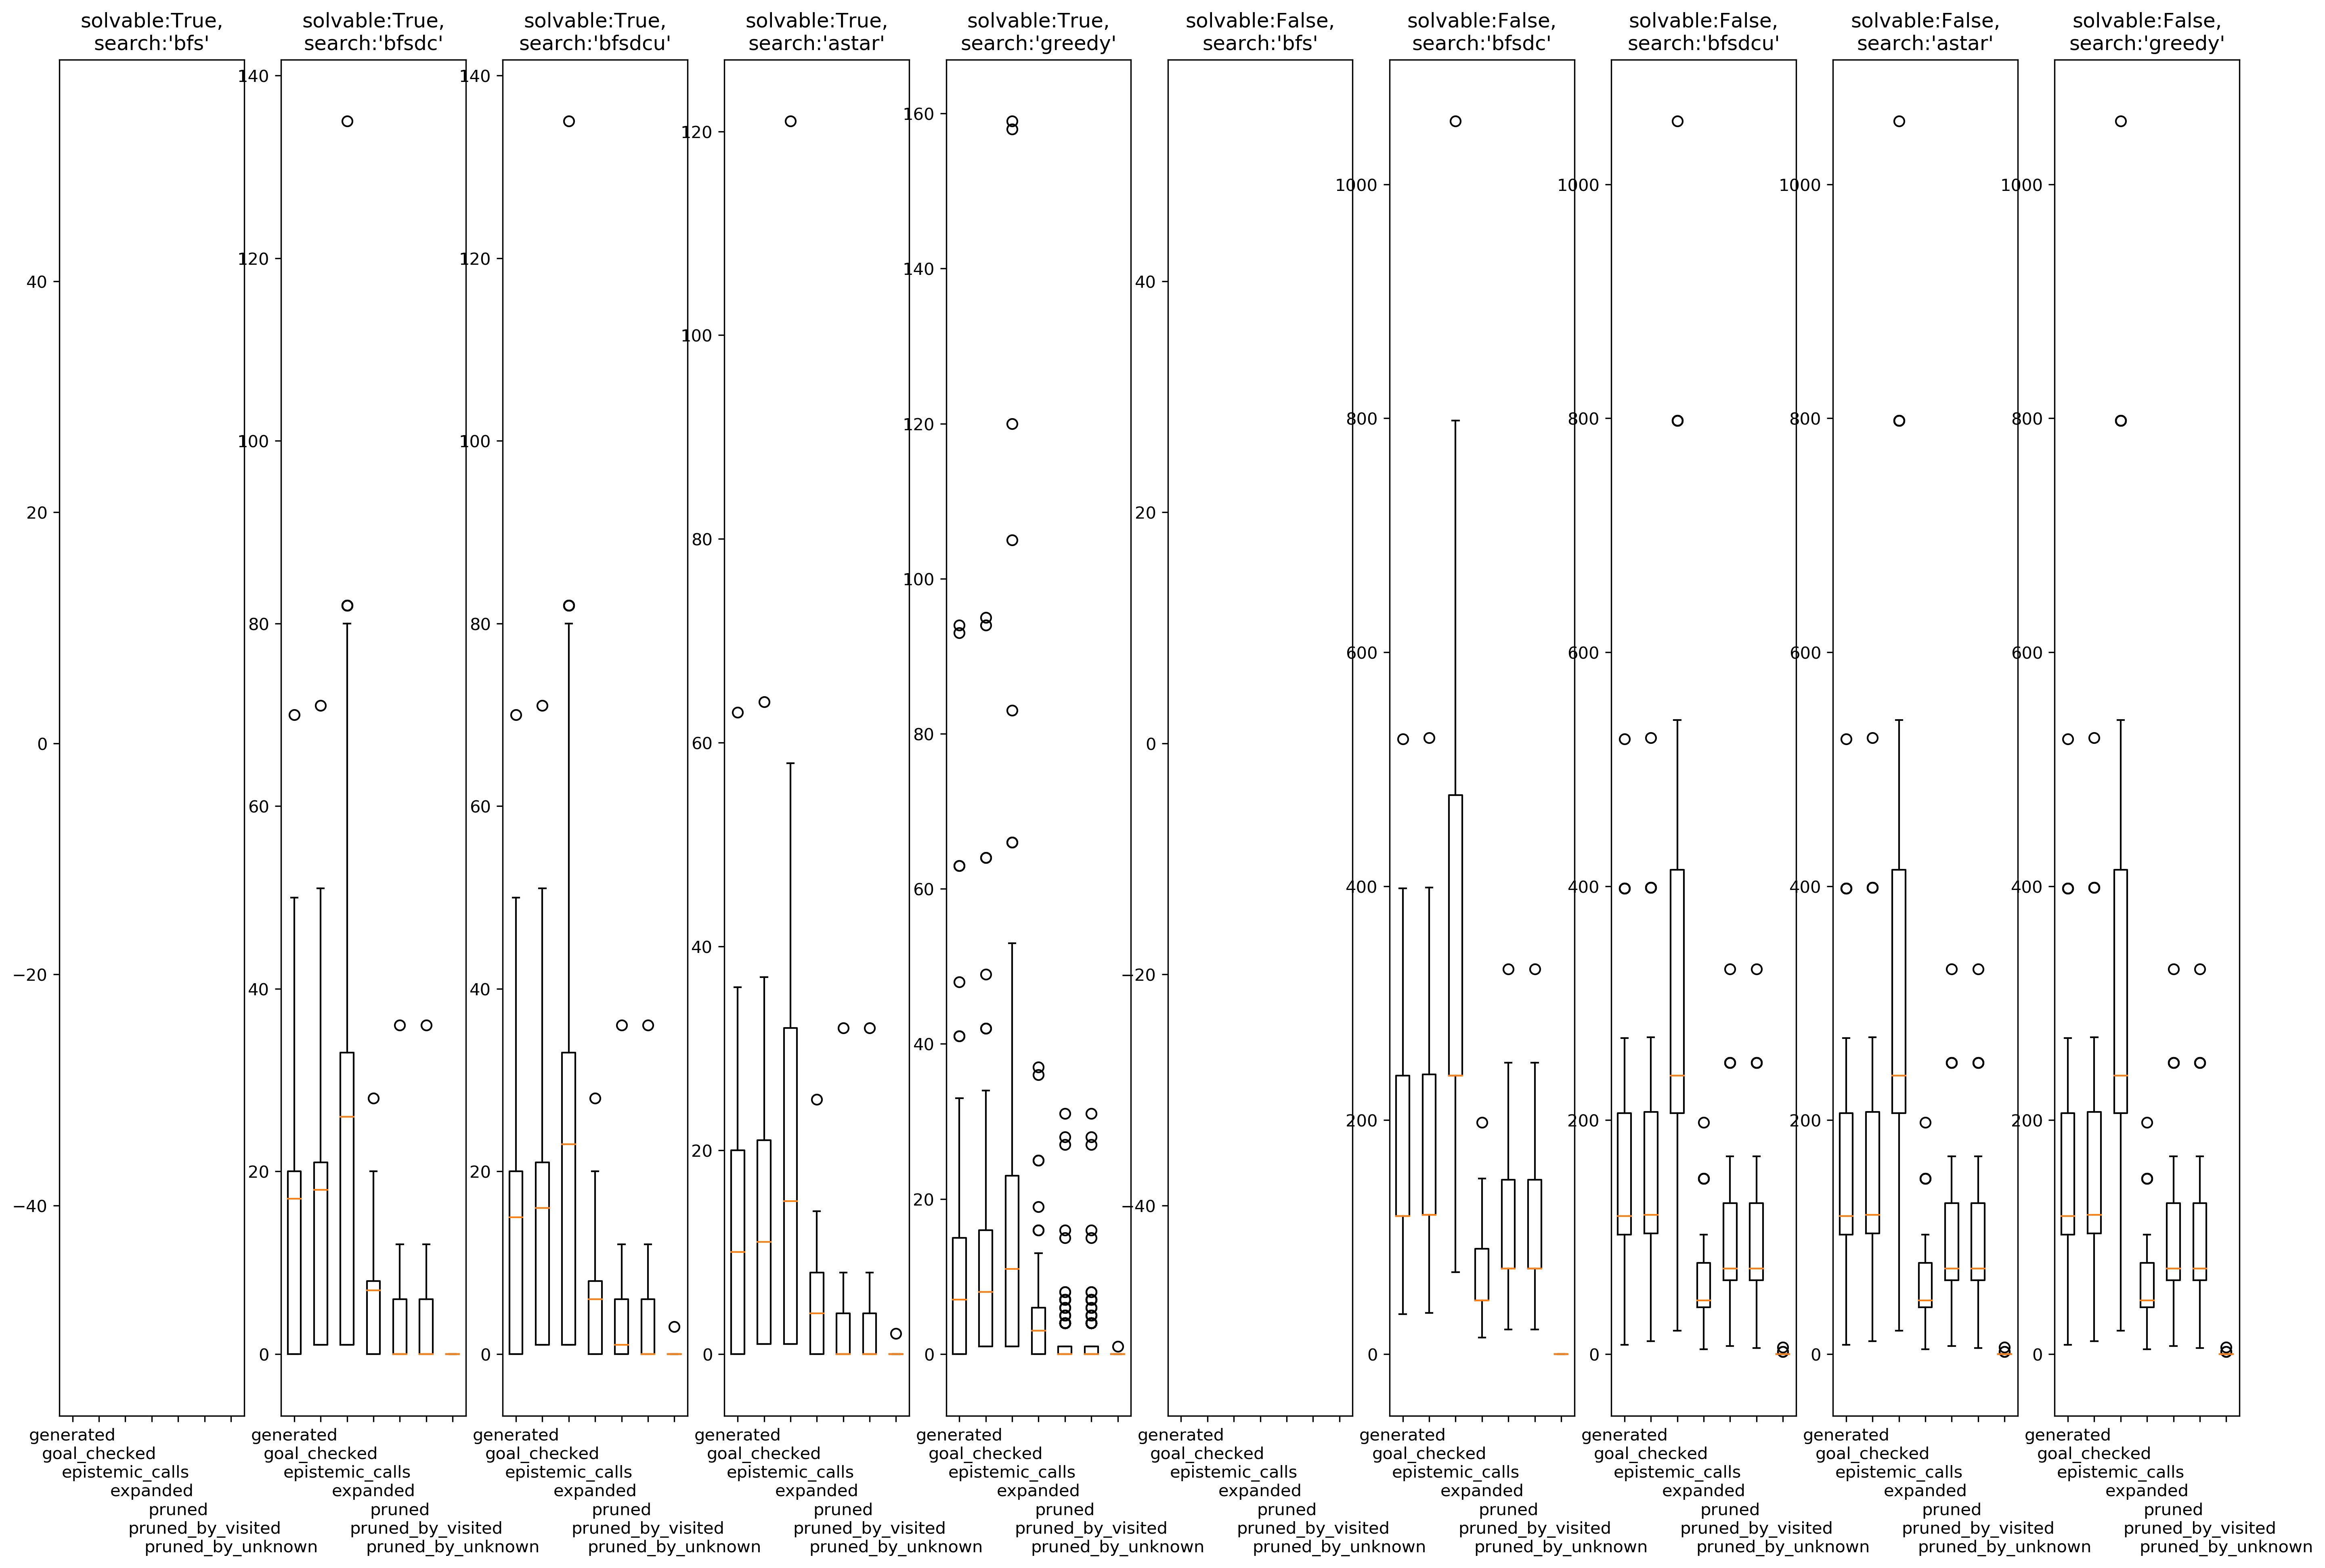 solvable:True,
search:'bfs'
40
20
0
−20
−40
generated
goal_checked
epistemic_calls
expanded
pruned
pruned_by_visited
pruned_by_unknown
solvable:True,
search:'bfsdc'
140
120
100
80
60
40
20
0
generated
goal_checked
epistemic_calls
expanded
pruned
pruned_by_visited
pruned_by_unknown
solvable:True,
search:'bfsdcu'
140
120
100
80
60
40
20
0
generated
goal_checked
epistemic_calls
expanded
pruned
pruned_by_visited
pruned_by_unknown
solvable:True,
search:'astar'
120
100
80
60
40
20
0
generated
goal_checked
epistemic_calls
expanded
pruned
pruned_by_visited
pruned_by_unknown
solvable:True,
search:'greedy'
160
140
120
100
80
60
40
20
0
generated
goal_checked
epistemic_calls
expanded
pruned
pruned_by_visited
pruned_by_unknown
solvable:False,
search:'bfs'
40
20
0
−20
−40
generated
goal_checked
epistemic_calls
expanded
pruned
pruned_by_visited
pruned_by_unknown
solvable:False,
search:'bfsdc'
1000
800
600
400
200
0
generated
goal_checked
epistemic_calls
expanded
pruned
pruned_by_visited
pruned_by_unknown
solvable:False,
search:'bfsdcu'
1000
800
600
400
200
0
generated
goal_checked
epistemic_calls
expanded
pruned
pruned_by_visited
pruned_by_unknown
solvable:False,
search:'astar'
1000
800
600
400
200
0
generated
goal_checked
epistemic_calls
expanded
pruned
pruned_by_visited
pruned_by_unknown
solvable:False,
search:'greedy'
1000
800
600
400
200
0
generated
goal_checked
epistemic_calls
expanded
pruned
pruned_by_visited
pruned_by_unknown